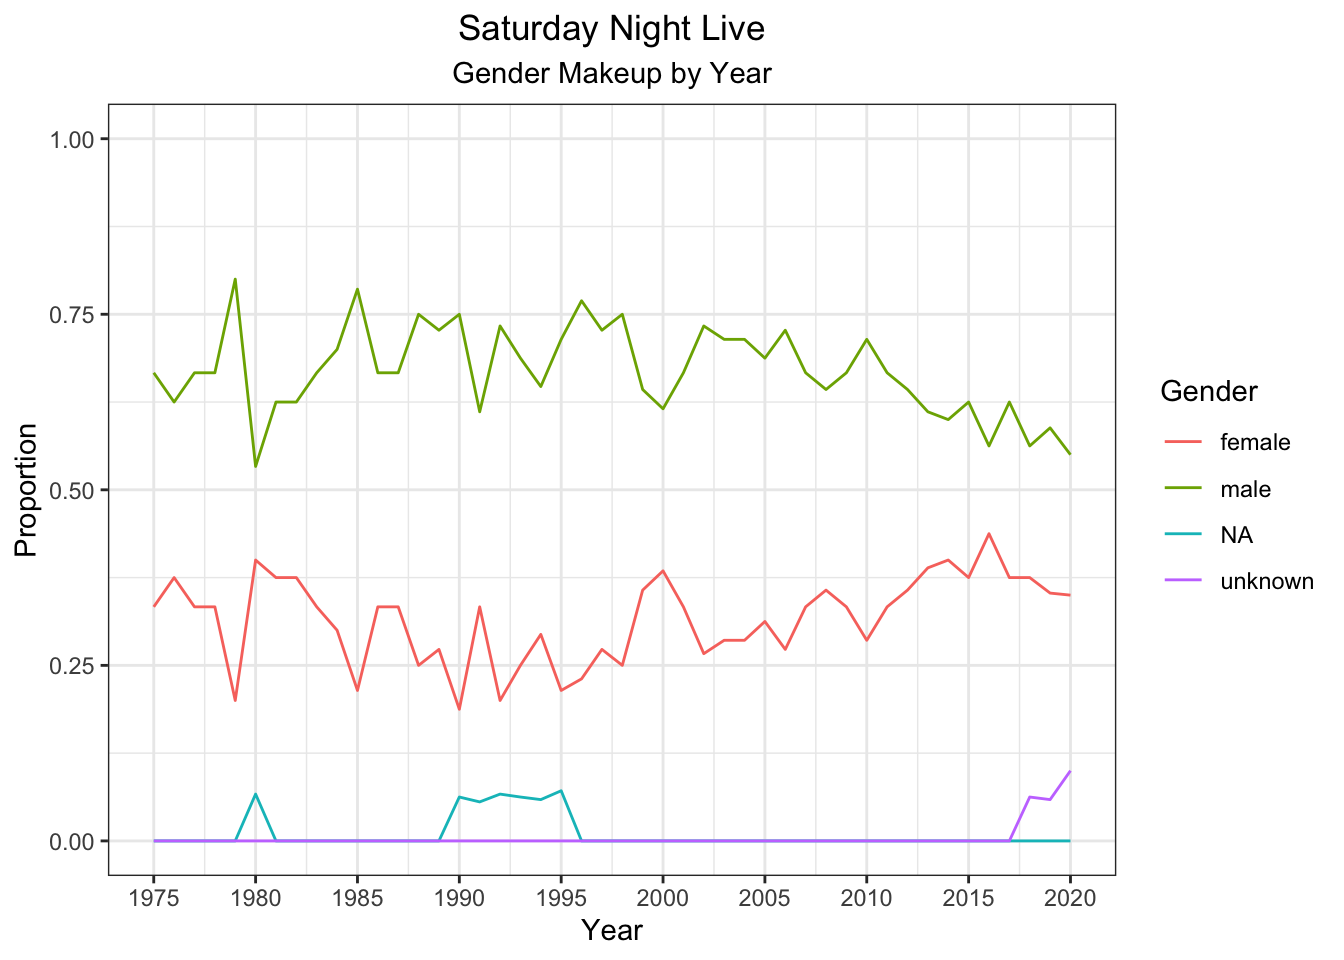 Saturday Night Live
Gender Makeup by Year
1.00
0.75
0.50
0.25
0.00
Proportion
1975 1980 1985 1990 1995 2000 2005 2010 2015 2020
Year
Gender
female
male
NA
unknown